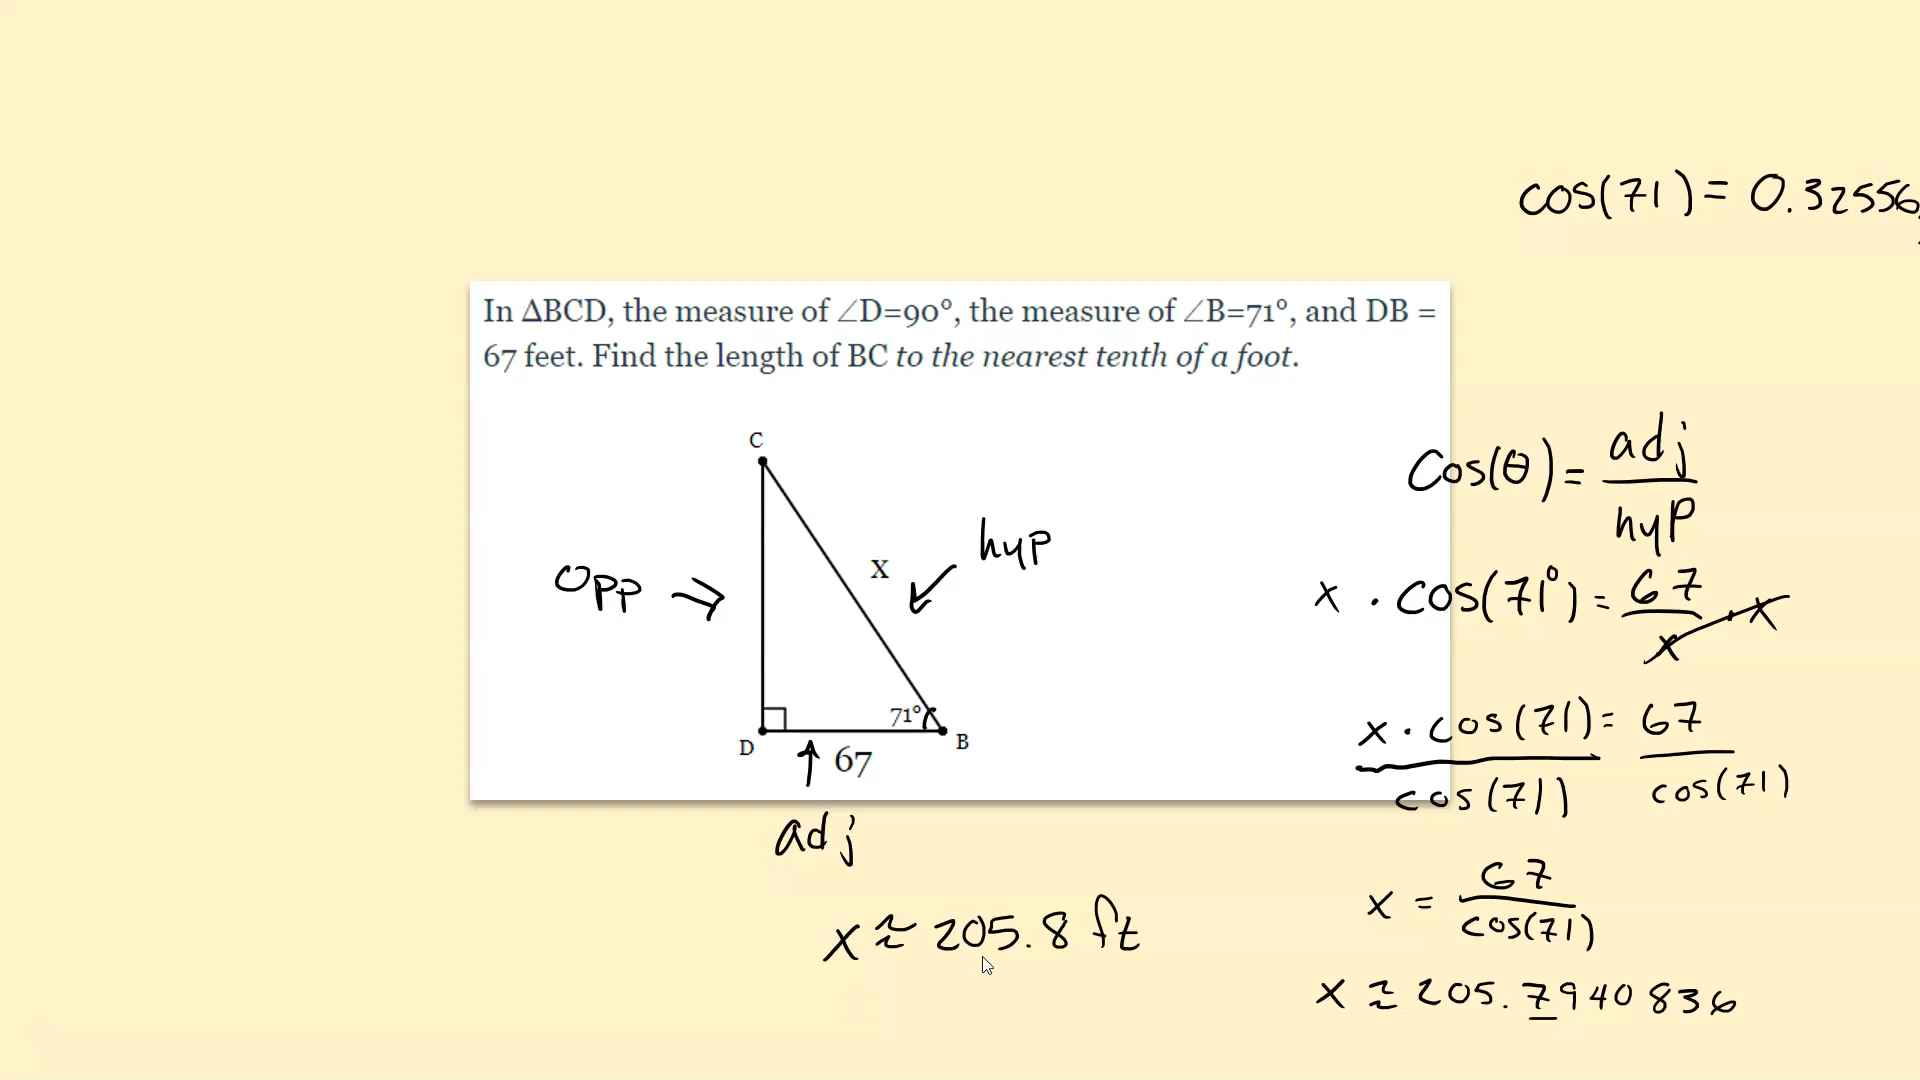 cos(71) = 0.32556
In ΔBCD, the measure of ∠D=90°, the measure of ∠B=71°, and DB =
67 feet. Find the length of BC to the nearest tenth of a foot.
C
Cos(θ) = adj
hyp
hyp
x
opp →
x · cos(71°) = 67 · x
x
71°
D
67
B
x · cos(71) = 67
cos(71) cos(71)
adj
x = 67
cos(71)
x ≈ 205.8 ft
x ≈ 205.7940836